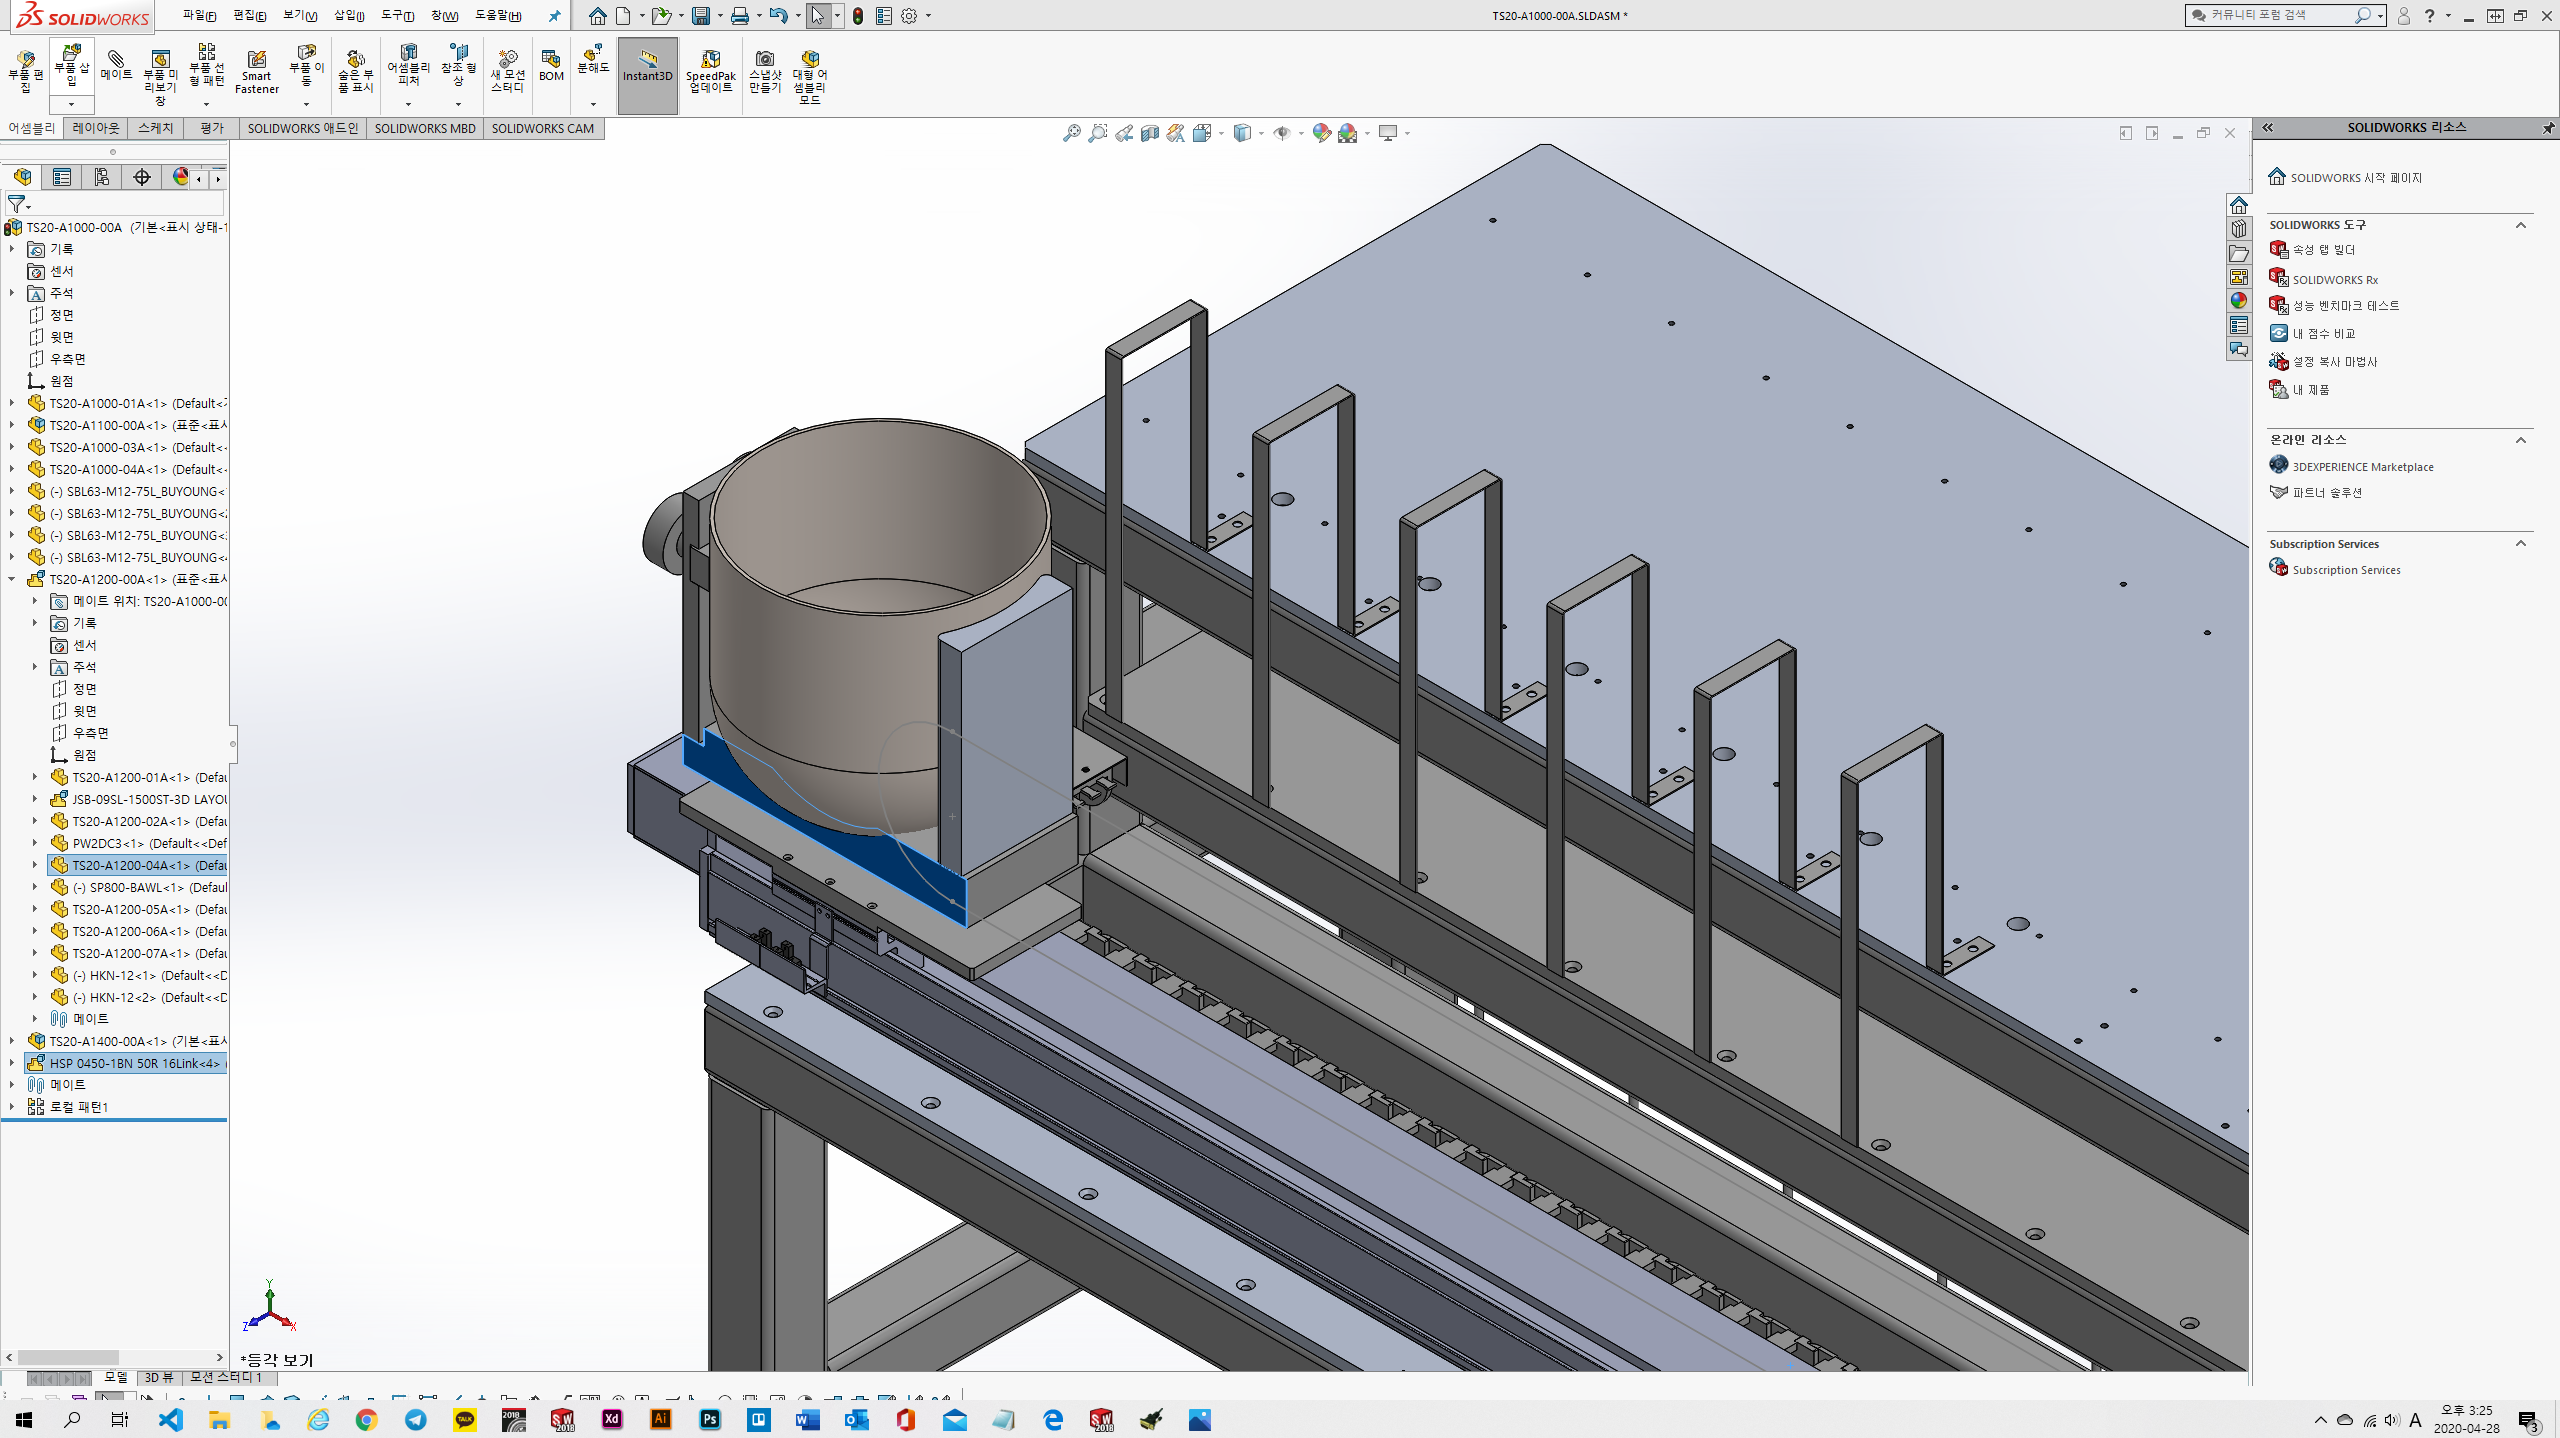 SOLIDWORKS
파일(F) 편집(E) 보기(V) 삽입(I) 도구(T) 창(W) 도움말(H)
TS20-A1000-00A.SLDASM *
커뮤니티 포럼 검색
부품 편집
부품 삽입
메이트
부품 미리보기 창
부품 선형 패턴
Smart Fastener
부품 이동
숨은 부품 표시
어셈블리 피처
참조 형상
새 모션 스터디
BOM
분해도
Instant3D
SpeedPak 업데이트
스냅샷 만들기
대형 어셈블리 모드
어셈블리 레이아웃 스케치 평가 SOLIDWORKS 애드인 SOLIDWORKS MBD SOLIDWORKS CAM
TS20-A1000-00A (기본<표시 상태-1
기록
센서
주석
정면
윗면
우측면
원점
TS20-A1000-01A<1> (Default<
TS20-A1100-00A<1> (표준<표시
TS20-A1000-03A<1> (Default<
TS20-A1000-04A<1> (Default<
(-) SBL63-M12-75L_BUYOUNG<
(-) SBL63-M12-75L_BUYOUNG<
(-) SBL63-M12-75L_BUYOUNG<
(-) SBL63-M12-75L_BUYOUNG<
TS20-A1200-00A<1> (표준<표시
메이트 위치: TS20-A1000-00
기록
센서
주석
정면
윗면
우측면
원점
TS20-A1200-01A<1> (Defau
JSB-09SL-1500ST-3D LAYOU
TS20-A1200-02A<1> (Defau
PW2DC3<1> (Default<<Def
TS20-A1200-04A<1> (Defau
(-) SP800-BAWL<1> (Defaul
TS20-A1200-05A<1> (Defau
TS20-A1200-06A<1> (Defau
TS20-A1200-07A<1> (Defau
(-) HKN-12<1> (Default<<D
(-) HKN-12<2> (Default<<D
메이트
TS20-A1400-00A<1> (기본<표시
HSP 0450-1BN 50R 16Link<4> (
메이트
로컬 패턴1
Y
Z
X
*등각 보기
모델 3D 뷰 모션 스터디 1
SOLIDWORKS 리소스
SOLIDWORKS 시작 페이지
SOLIDWORKS 도구
속성 탭 빌더
SOLIDWORKS Rx
성능 벤치마크 테스트
내 점수 비교
설정 복사 마법사
내 제품
온라인 리소스
3DEXPERIENCE Marketplace
파트너 솔루션
Subscription Services
Subscription Services
TALK
2018
SW 2018
Xd
Ai
Ps
SW 2018
A
오후 3:25
2020-04-28
3